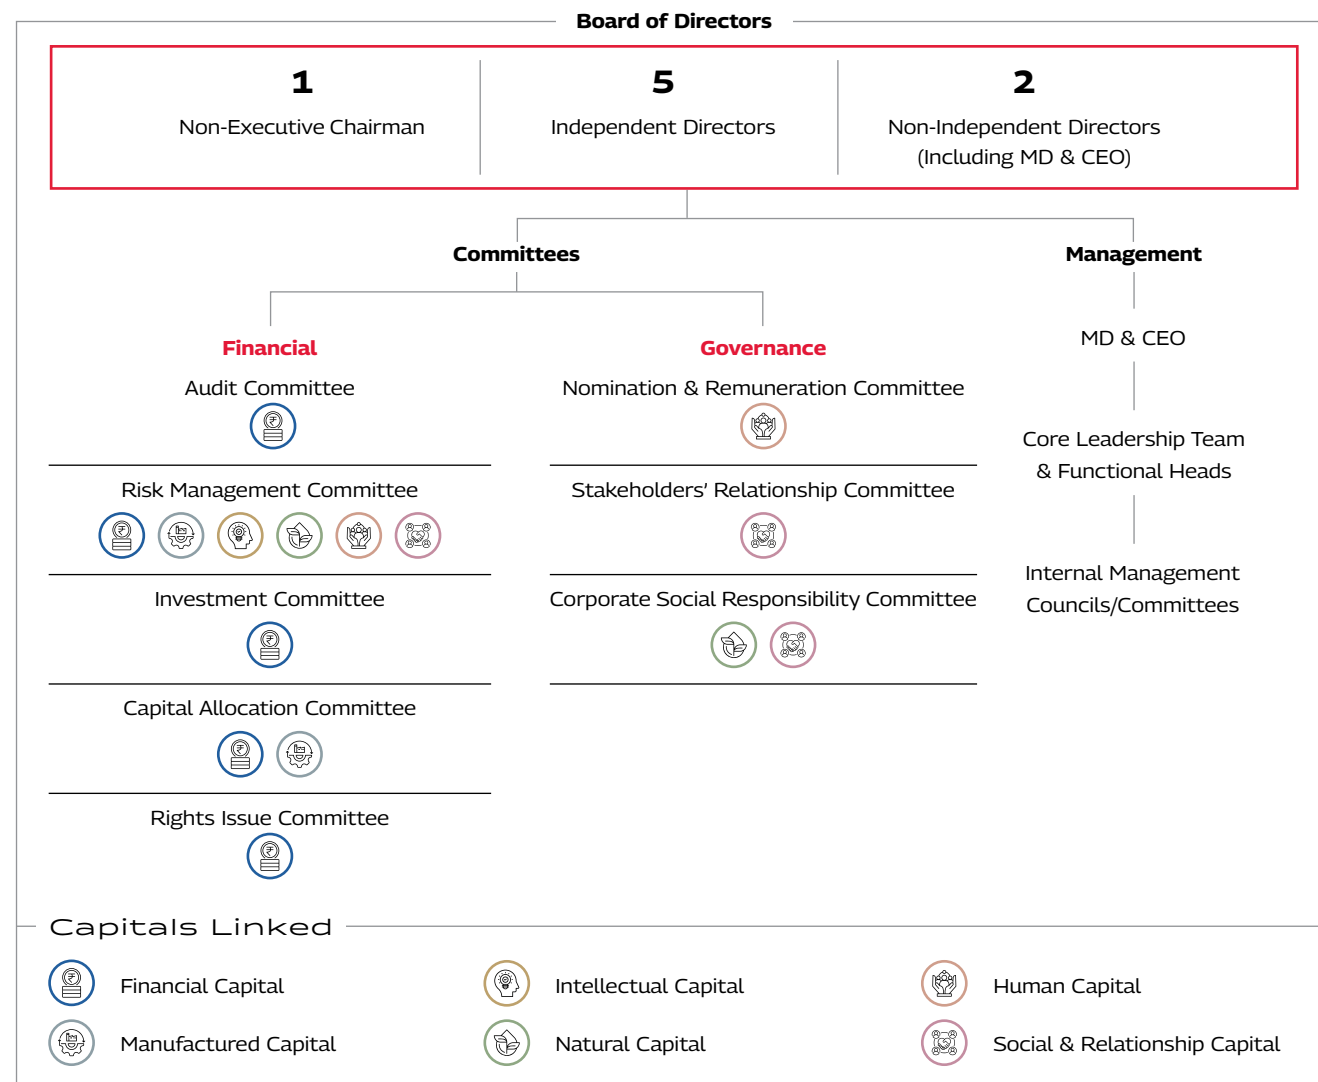 Board of Directors
1
Non-Executive Chairman
5
Independent Directors
2
Non-Independent Directors
(Including MD & CEO)
Committees
Financial
Audit Committee
Risk Management Committee
Investment Committee
Capital Allocation Committee
Rights Issue Committee
Governance
Nomination & Remuneration Committee
Stakeholders’ Relationship Committee
Corporate Social Responsibility Committee
Management
MD & CEO
Core Leadership Team
& Functional Heads
Internal Management
Councils/Committees
Capitals Linked
Financial Capital
Intellectual Capital
Human Capital
Manufactured Capital
Natural Capital
Social & Relationship Capital